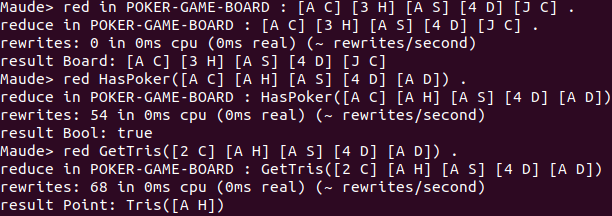 Maude> red in POKER-GAME-BOARD : [A C] [3 H] [A S] [4 D] [J C] .
reduce in POKER-GAME-BOARD : [A C] [3 H] [A S] [4 D] [J C] .
rewrites: 0 in 0ms cpu (0ms real) (~ rewrites/second)
result Board: [A C] [3 H] [A S] [4 D] [J C]
Maude> red HasPoker([A C] [A H] [A S] [4 D] [A D]) .
reduce in POKER-GAME-BOARD : HasPoker([A C] [A H] [A S] [4 D] [A D])
rewrites: 54 in 0ms cpu (0ms real) (~ rewrites/second)
result Bool: true
Maude> red GetTris([2 C] [A H] [A S] [4 D] [A D]) .
reduce in POKER-GAME-BOARD : GetTris([2 C] [A H] [A S] [4 D] [A D])
rewrites: 68 in 0ms cpu (0ms real) (~ rewrites/second)
result Point: Tris([A H])